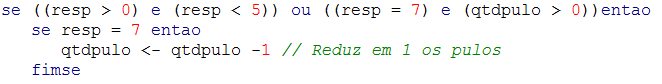 se ((resp > 0) e (resp < 5)) ou ((resp = 7) e (qtdpulo > 0))entao
se resp = 7 entao
qtdpulo <- qtdpulo -1 // Reduz em 1 os pulos
fimse